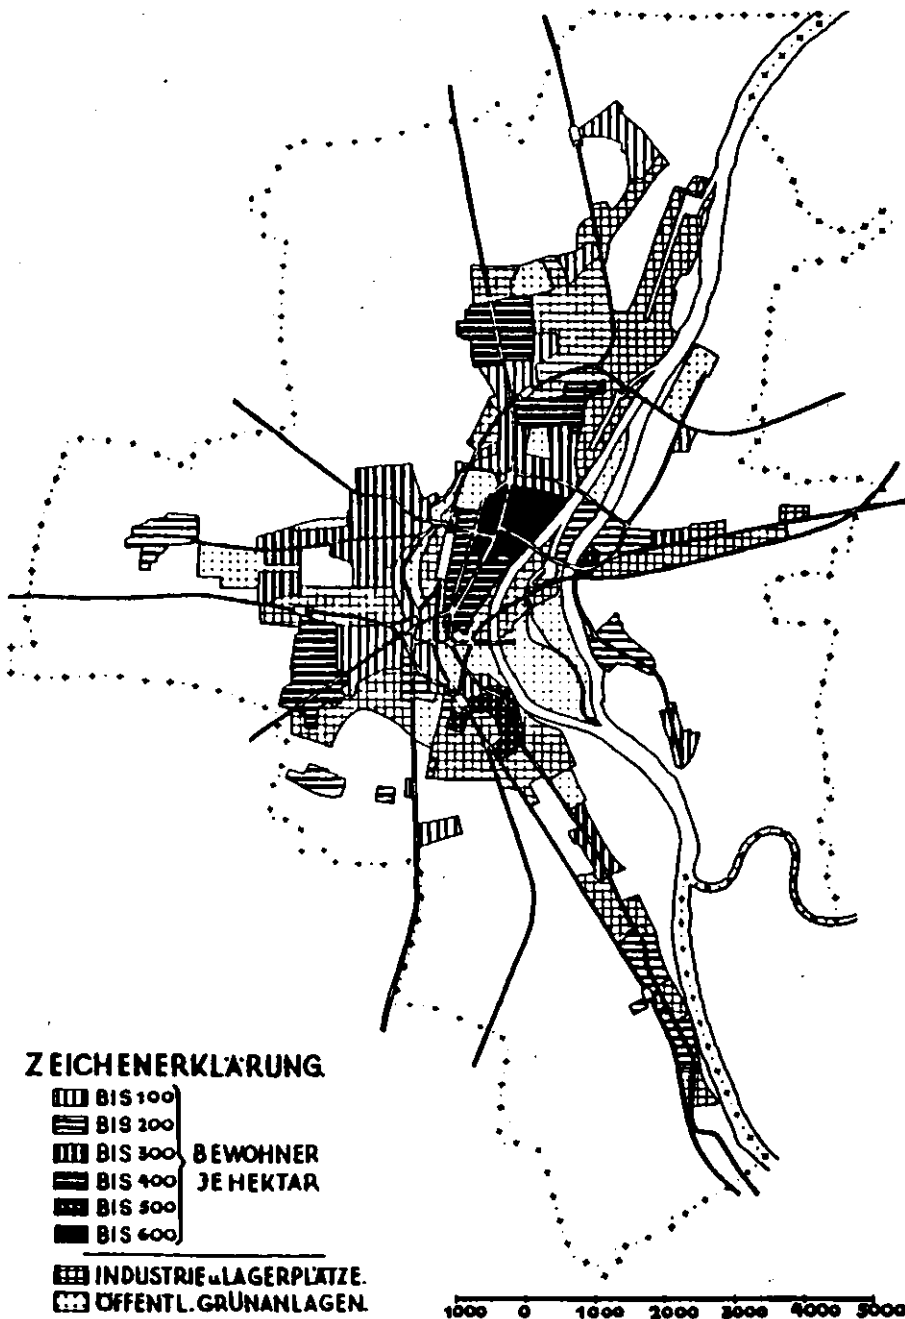 ZEICHENERKLÄRUNG
BIS 100
BIS 200
BIS 300 BEWOHNER
BIS 400 JE HEKTAR
BIS 500
BIS 600
INDUSTRIE u. LAGERPLÄTZE.
ÖFFENTL. GRÜNANLAGEN.
1000 0 1000 2000 3000 4000 5000